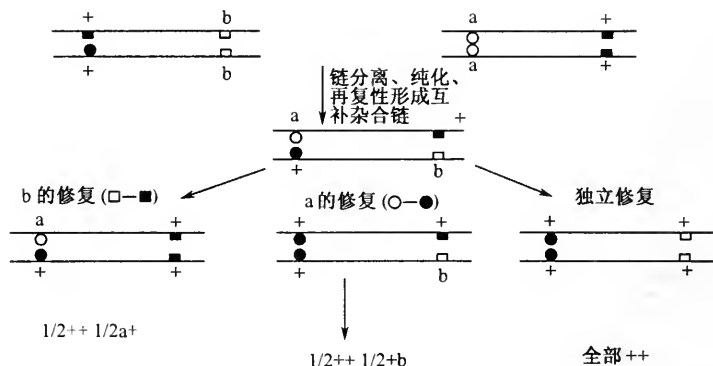 + b
+ b
a +
a +
链分离、纯化、
再复性形成互
补杂合链
a +
+ b
b 的修复(□—■)
a 的修复(○—●)
独立修复
a +
+ +
+ +
+ b
+ +
+ +
1/2++ 1/2a+
1/2++ 1/2+b
全部++